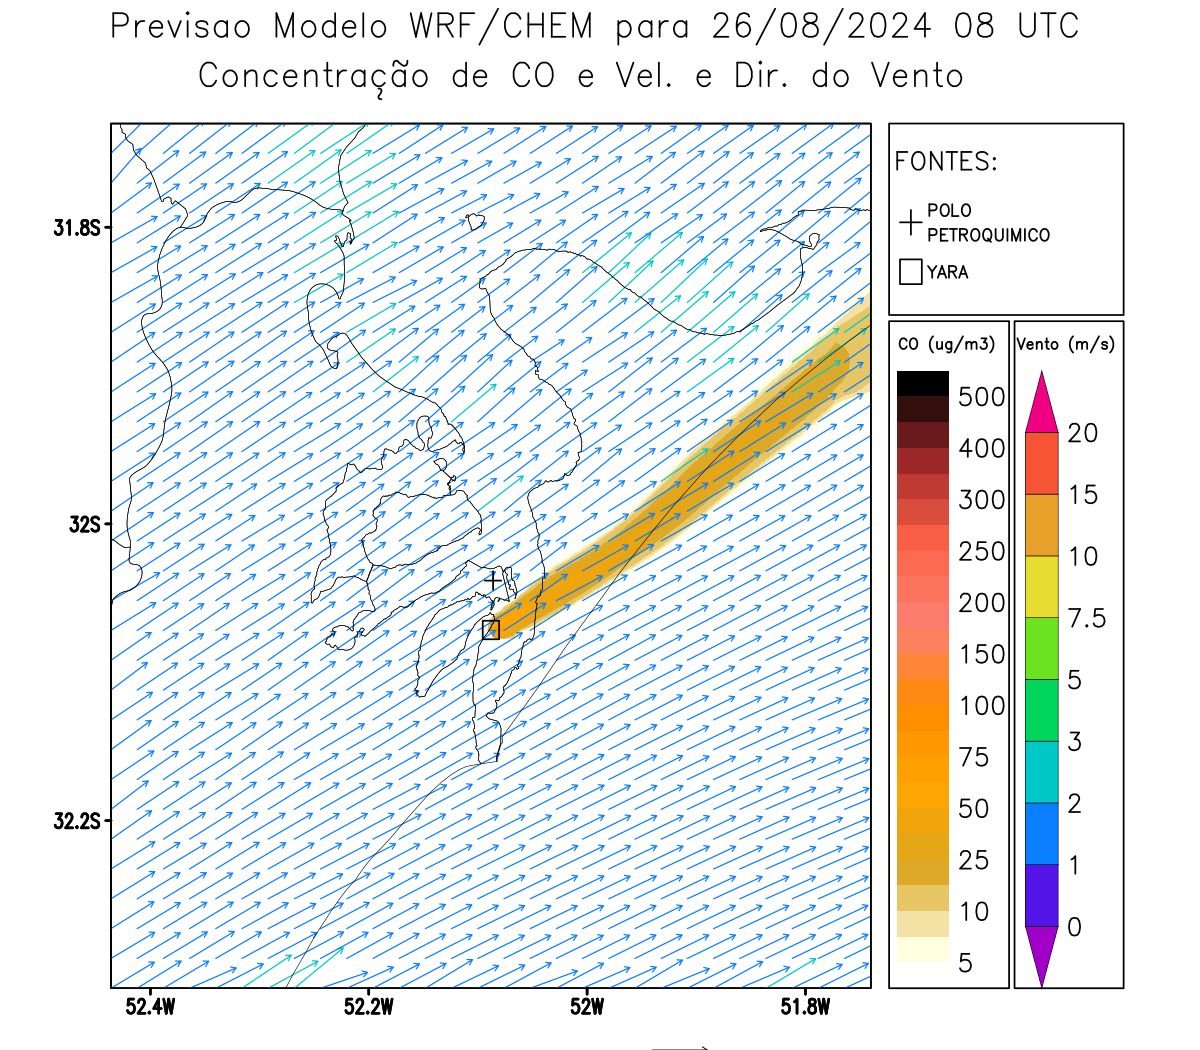 Previsao Modelo WRF/CHEM para 26/08/2024 08 UTC
Concentração de CO e Vel. e Dir. do Vento
FONTES:
POLO
PETROQUIMICO
YARA
CO (ug/m3)
500
400
300
250
200
150
100
75
50
25
10
5
Vento (m/s)
20
15
10
7.5
5
3
2
1
0
31.8S
32S
32.2S
52.4W
52.2W
52W
51.8W